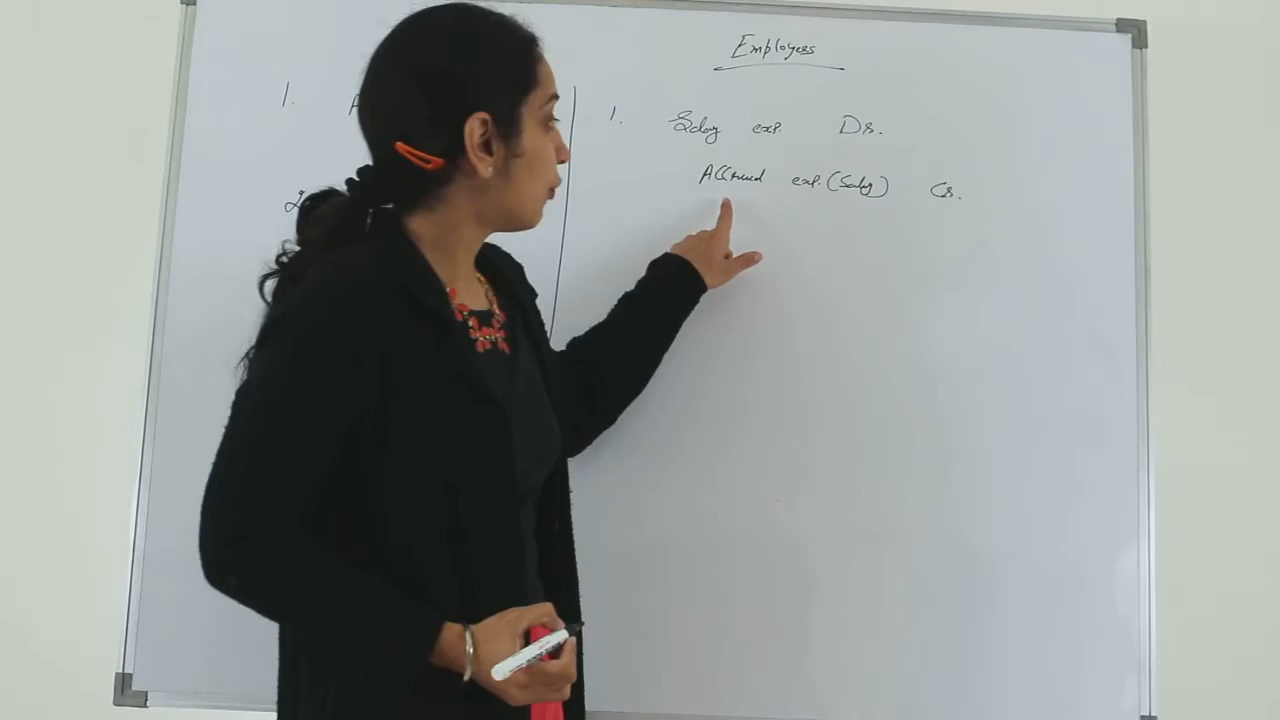 Employees
1.
1. Salary exp. Dr.
Accrued exp. (Salary) Cr.